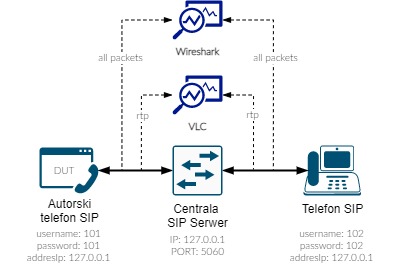 Wireshark
all packets
all packets
VLC
rtp
rtp
DUT
Autorski
telefon SIP
username: 101
password: 101
addresIp: 127.0.0.1
Centrala
SIP Serwer
IP: 127.0.0.1
PORT: 5060
Telefon SIP
username: 102
password: 102
addresIp: 127.0.0.1